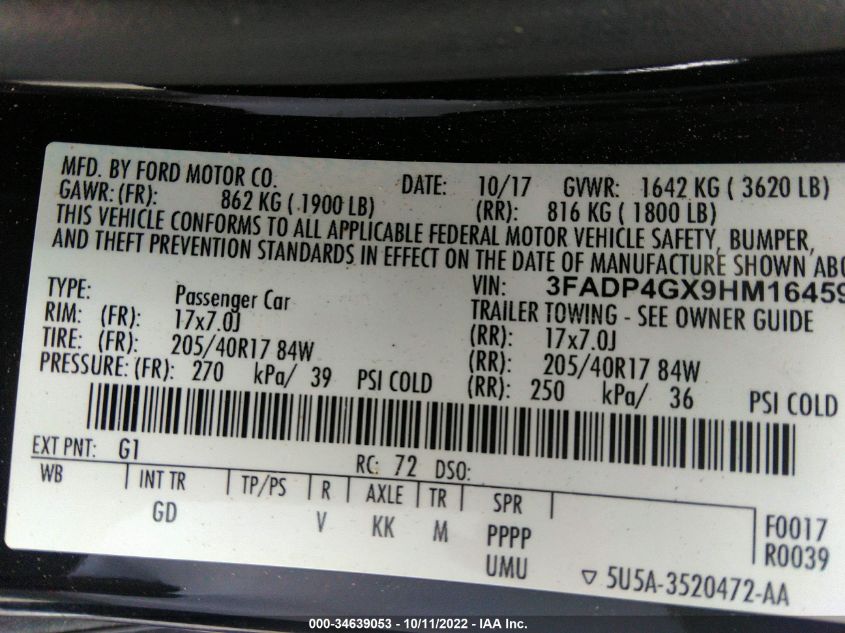 MFD. BY FORD MOTOR CO. DATE: 10/17 GVWR: 1642 KG ( 3620 LB)
GAWR: (FR): 862 KG ( 1900 LB) (RR): 816 KG ( 1800 LB)
THIS VEHICLE CONFORMS TO ALL APPLICABLE FEDERAL MOTOR VEHICLE SAFETY, BUMPER,
AND THEFT PREVENTION STANDARDS IN EFFECT ON THE DATE OF MANUFACTURE SHOWN ABO
VIN: 3FADP4GX9HM16459
TYPE: Passenger Car TRAILER TOWING - SEE OWNER GUIDE
RIM: (FR): 17x7.0J (RR): 17x7.0J
TIRE: (FR): 205/40R17 84W (RR): 205/40R17 84W
PRESSURE: (FR): 270 kPa/ 39 PSI COLD (RR): 250 kPa/ 36 PSI COLD
EXT PNT: G1 RC: 72 DSO:
WB INT TR TP/PS R AXLE TR SPR F0017
GD V KK M PPPP R0039
UMU ▽ 5U5A-3520472-AA
000-34639053 - 10/11/2022 - IAA Inc.